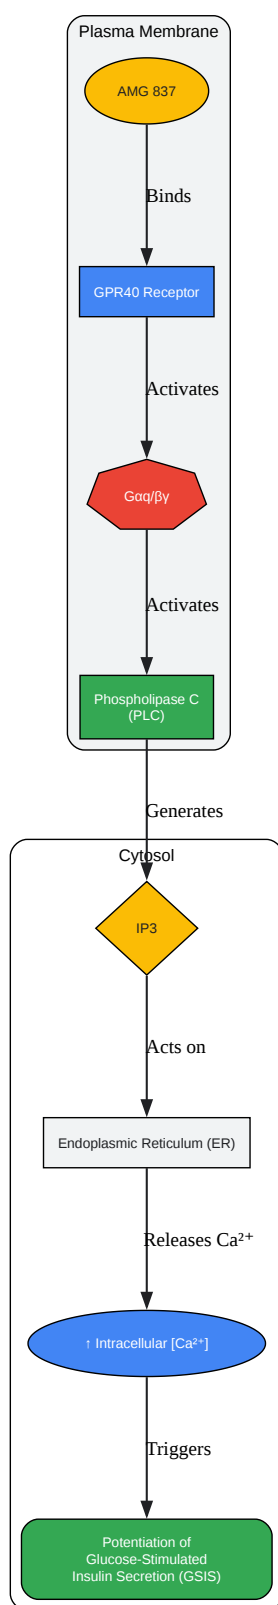 Plasma Membrane
AMG 837
Binds
GPR40 Receptor
Activates
Gαq/βγ
Activates
Phospholipase C
(PLC)
Generates
Cytosol
IP3
Acts on
Endoplasmic Reticulum (ER)
Releases Ca²⁺
↑ Intracellular [Ca²⁺]
Triggers
Potentiation of
Glucose-Stimulated
Insulin Secretion (GSIS)